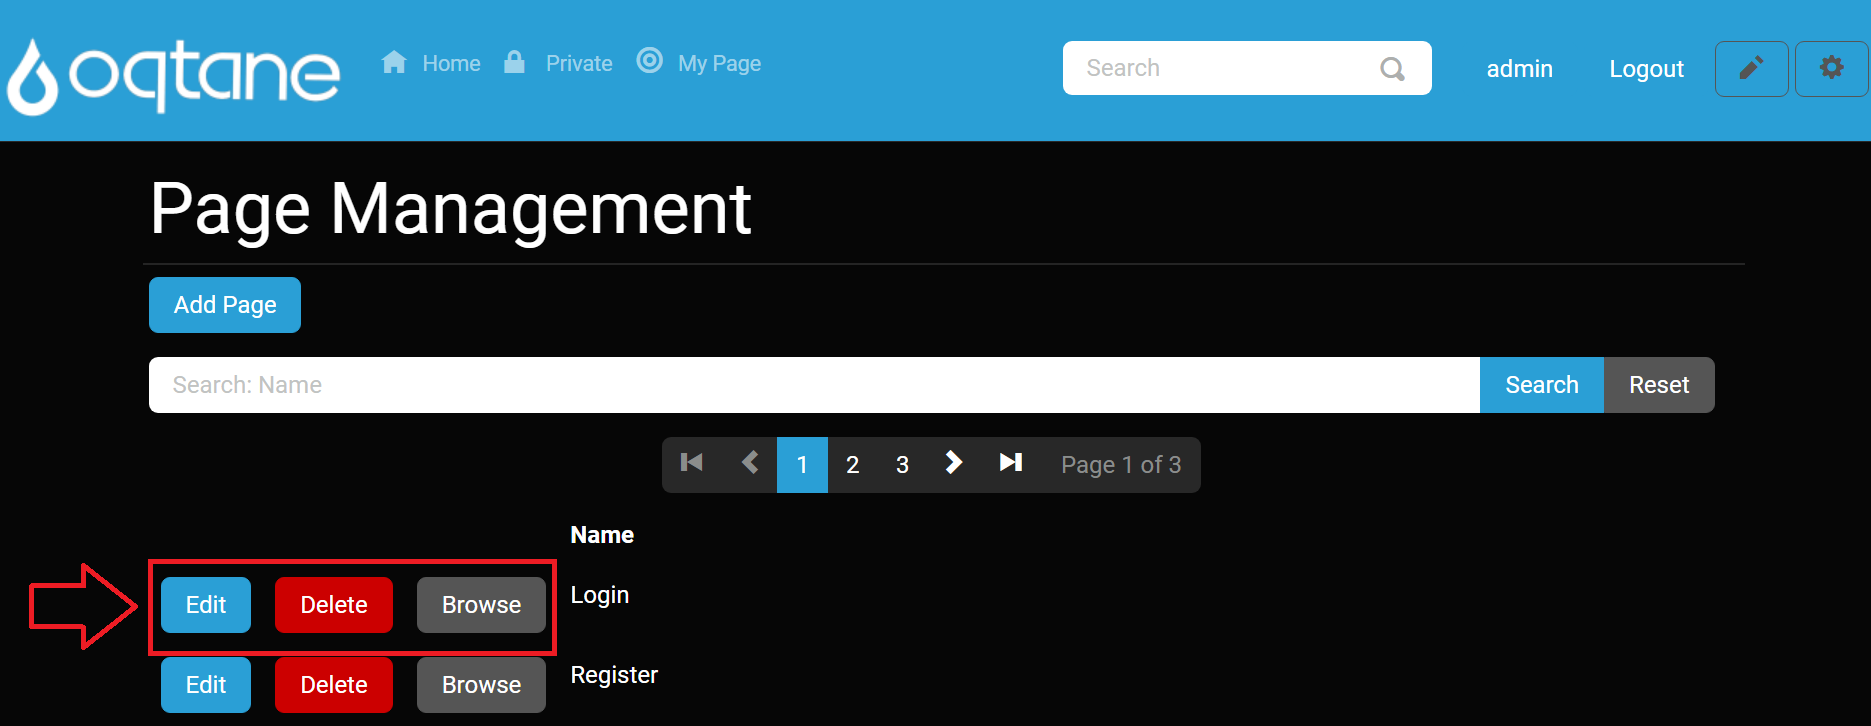 oqtane Home Private My Page Search admin Logout
Page Management
Add Page
Search: Name Search Reset
1 2 3 Page 1 of 3
Name
Edit Delete Browse Login
Edit Delete Browse Register